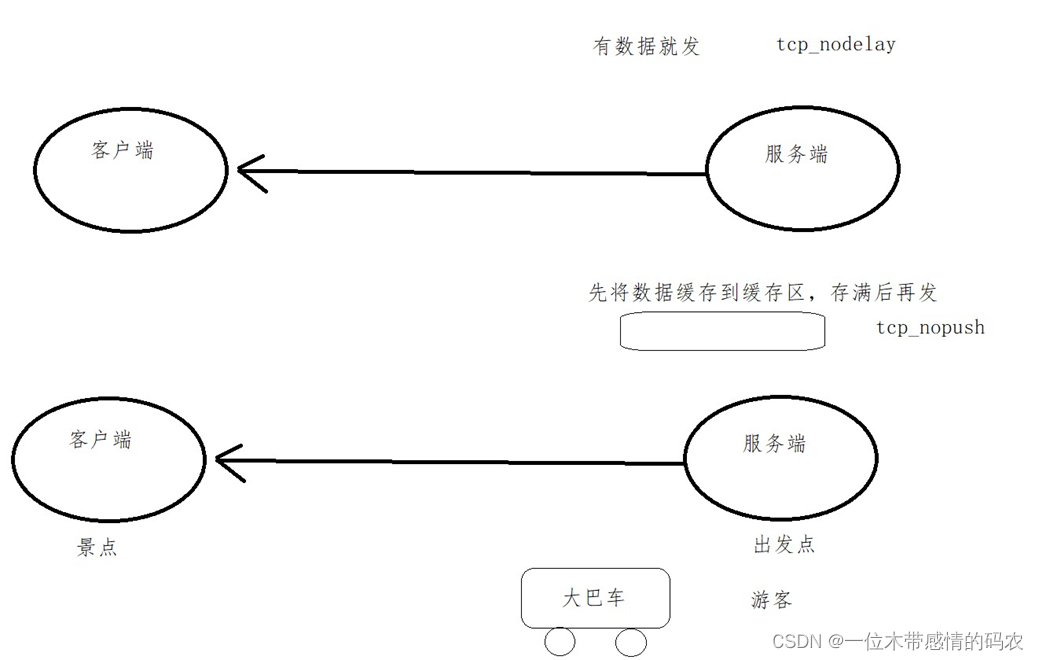 有数据就发 tcp_nodelay
客户端 服务端
先将数据缓存到缓存区，存满后再发
tcp_nopush
客户端 服务端
景点 出发点
大巴车 游客
CSDN @一位木带感情的码农